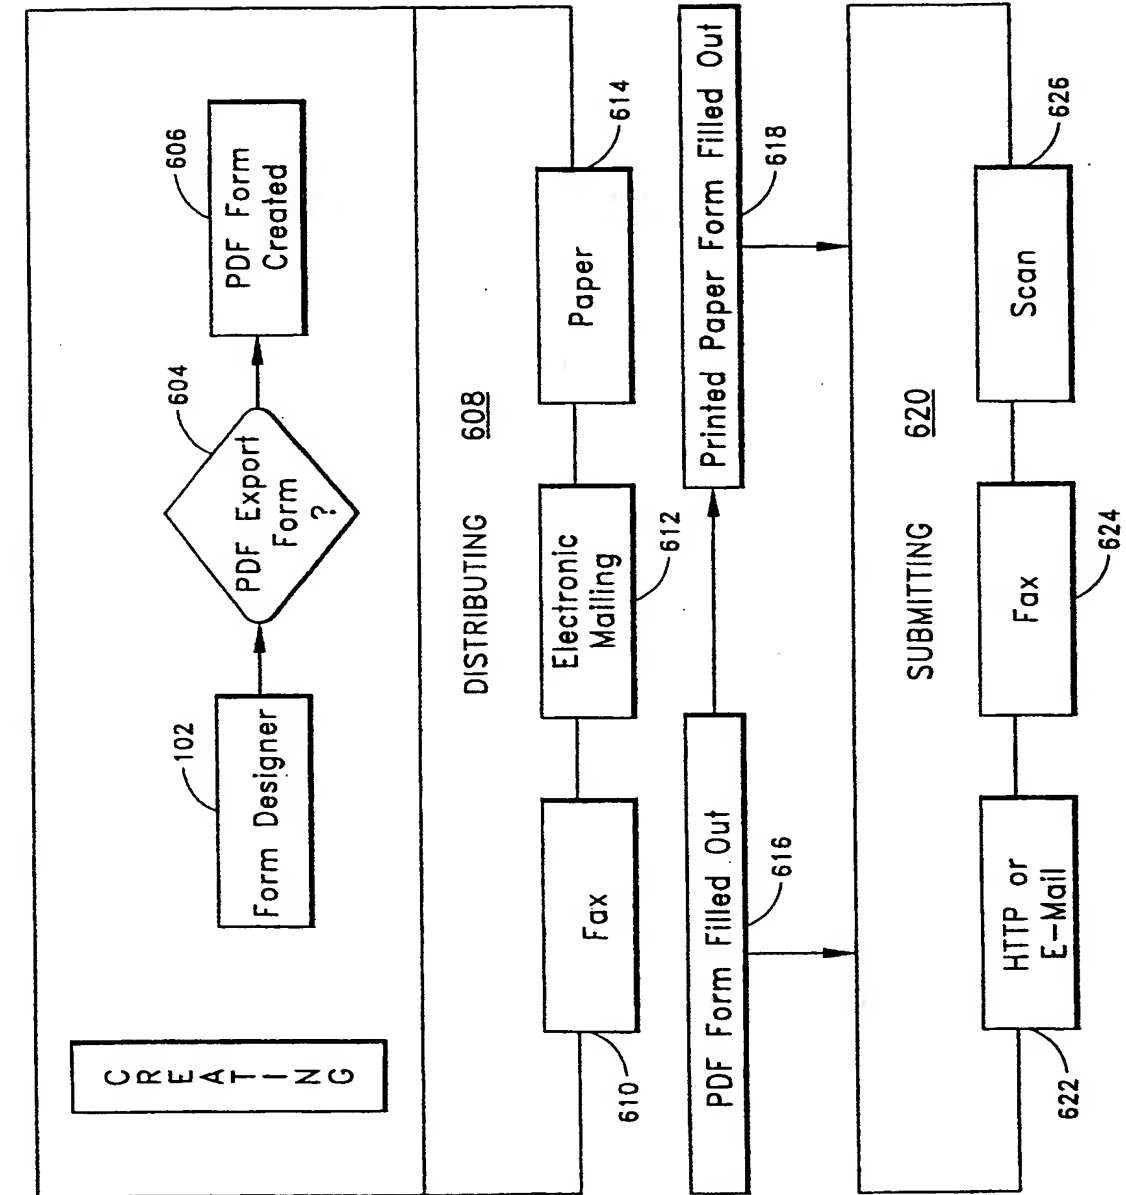 CREATING
102
Form Designer
604
PDF Export
Form
?
606
PDF Form
Created
DISTRIBUTING 608
610
Fax
Electronic
Mailing
612
Paper
614
PDF Form Filled Out
616
Printed Paper Form Filled Out
618
SUBMITTING 620
HTTP or
E-Mail
622
Fax
624
Scan
626